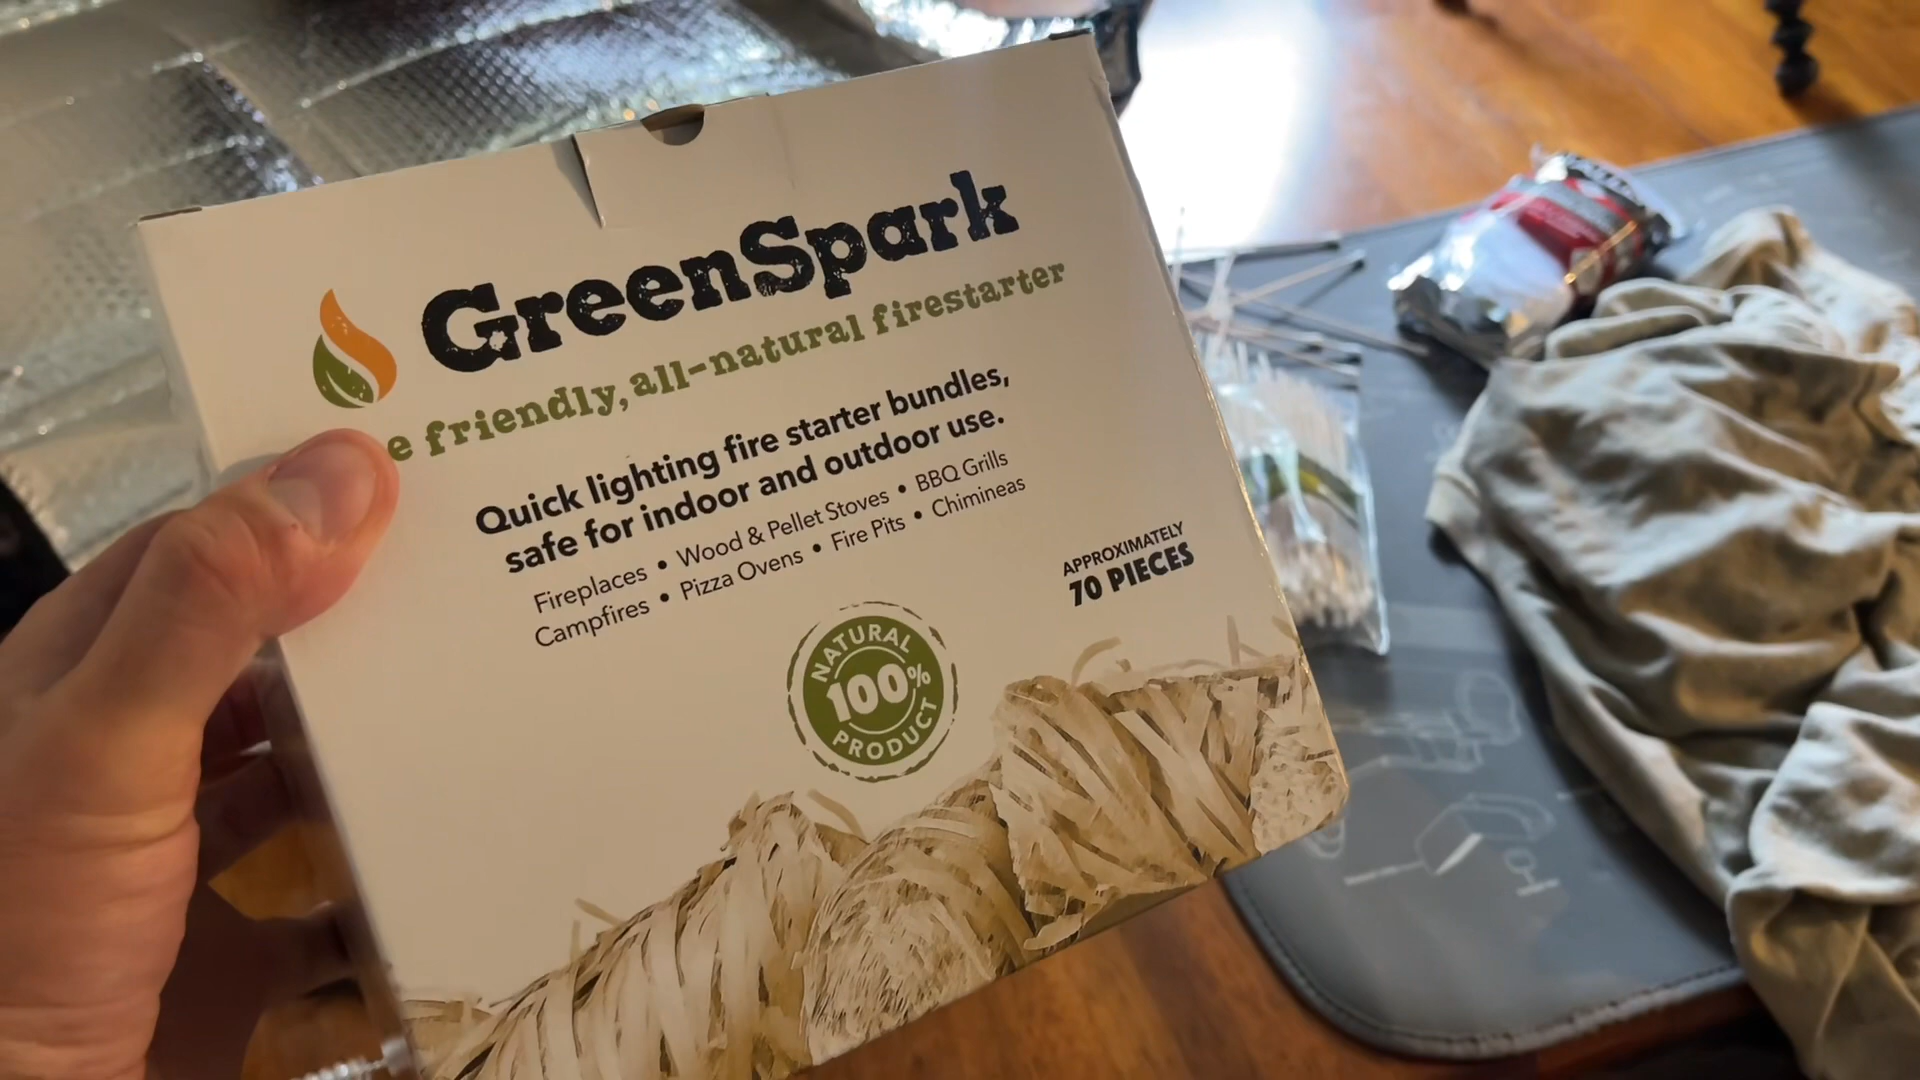 GreenSpark
e friendly, all-natural firestarter
Quick lighting fire starter bundles,
safe for indoor and outdoor use.
Fireplaces • Wood & Pellet Stoves • BBQ Grills
Campfires • Pizza Ovens • Fire Pits • Chimineas
APPROXIMATELY
70 PIECES
NATURAL
100%
PRODUCT